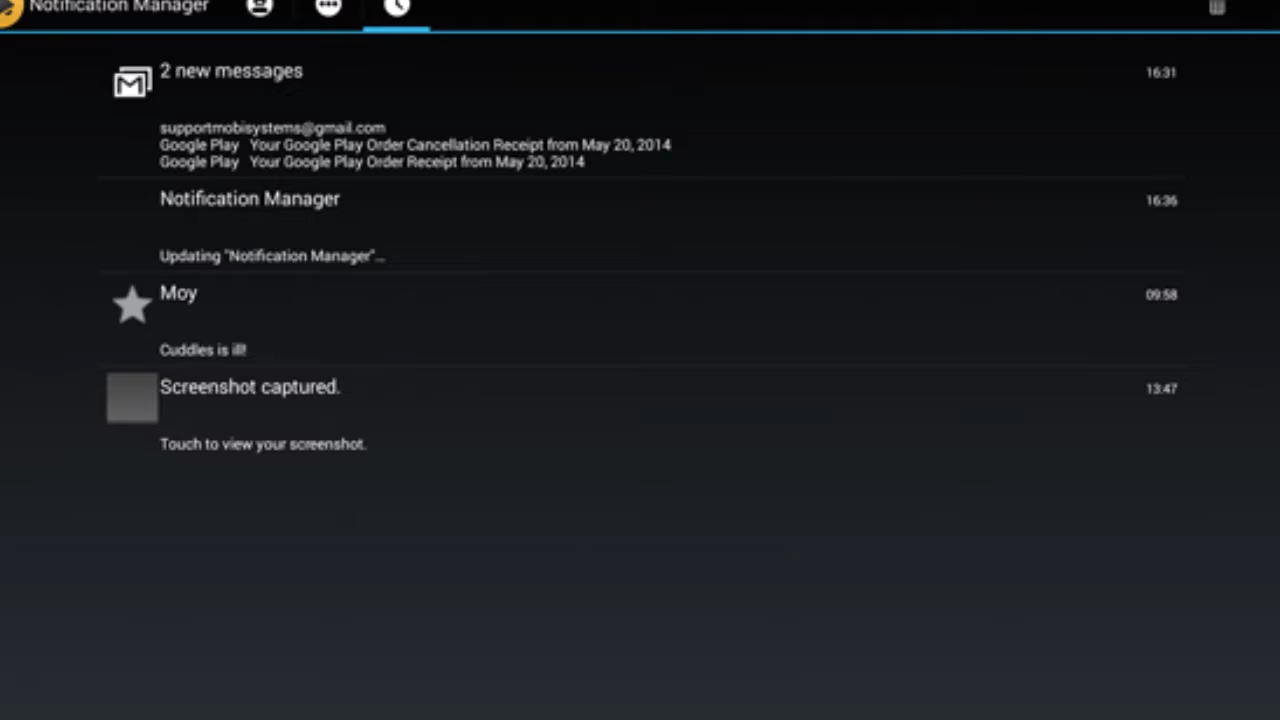 Notification Manager
2 new messages 16:31
supportmobisystems@gmail.com
Google Play Your Google Play Order Cancellation Receipt from May 20, 2014
Google Play Your Google Play Order Receipt from May 20, 2014
Notification Manager 16:36
Updating "Notification Manager"...
Moy 09:58
Cuddles is ill!
Screenshot captured. 13:47
Touch to view your screenshot.